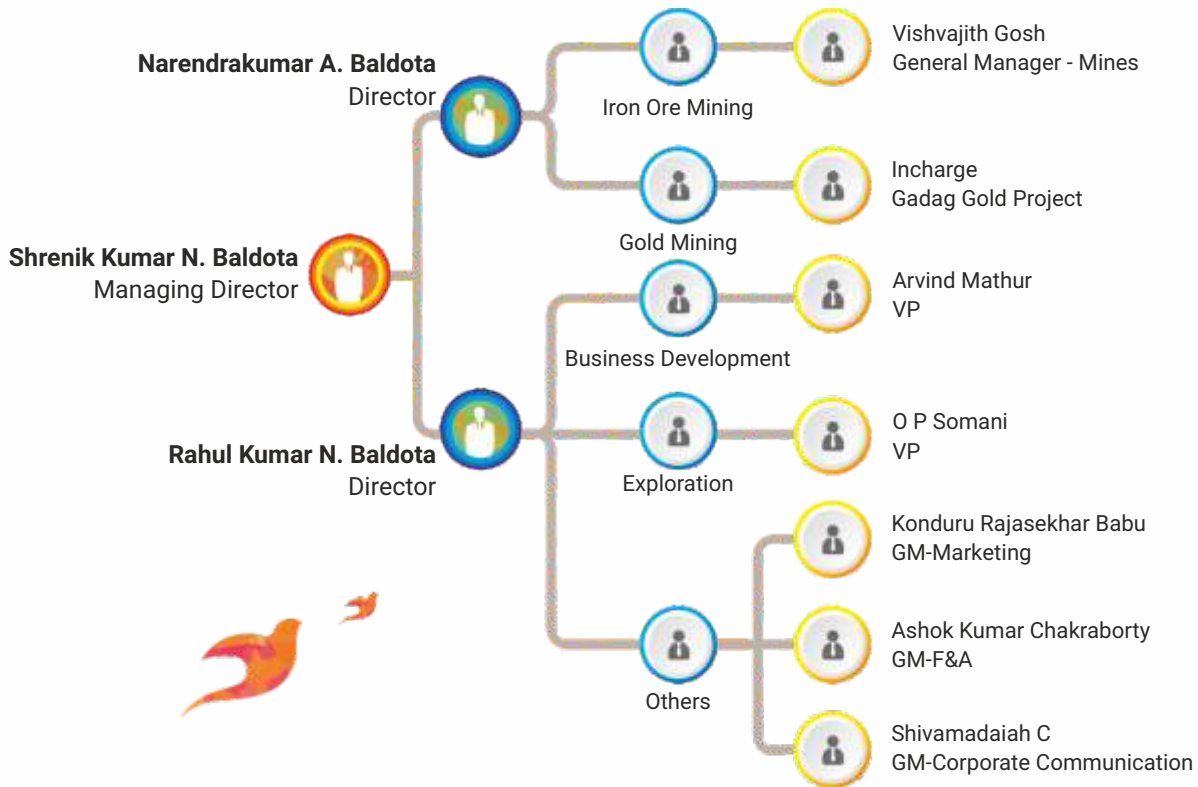 Narendrakumar A. Baldota
Director
Iron Ore Mining
Vishvajith Gosh
General Manager - Mines
Gold Mining
Incharge
Gadag Gold Project
Shrenik Kumar N. Baldota
Managing Director
Business Development
Arvind Mathur
VP
Rahul Kumar N. Baldota
Director
Exploration
O P Somani
VP
Others
Konduru Rajasekhar Babu
GM-Marketing
Ashok Kumar Chakraborty
GM-F&A
Shivamadaiah C
GM-Corporate Communication